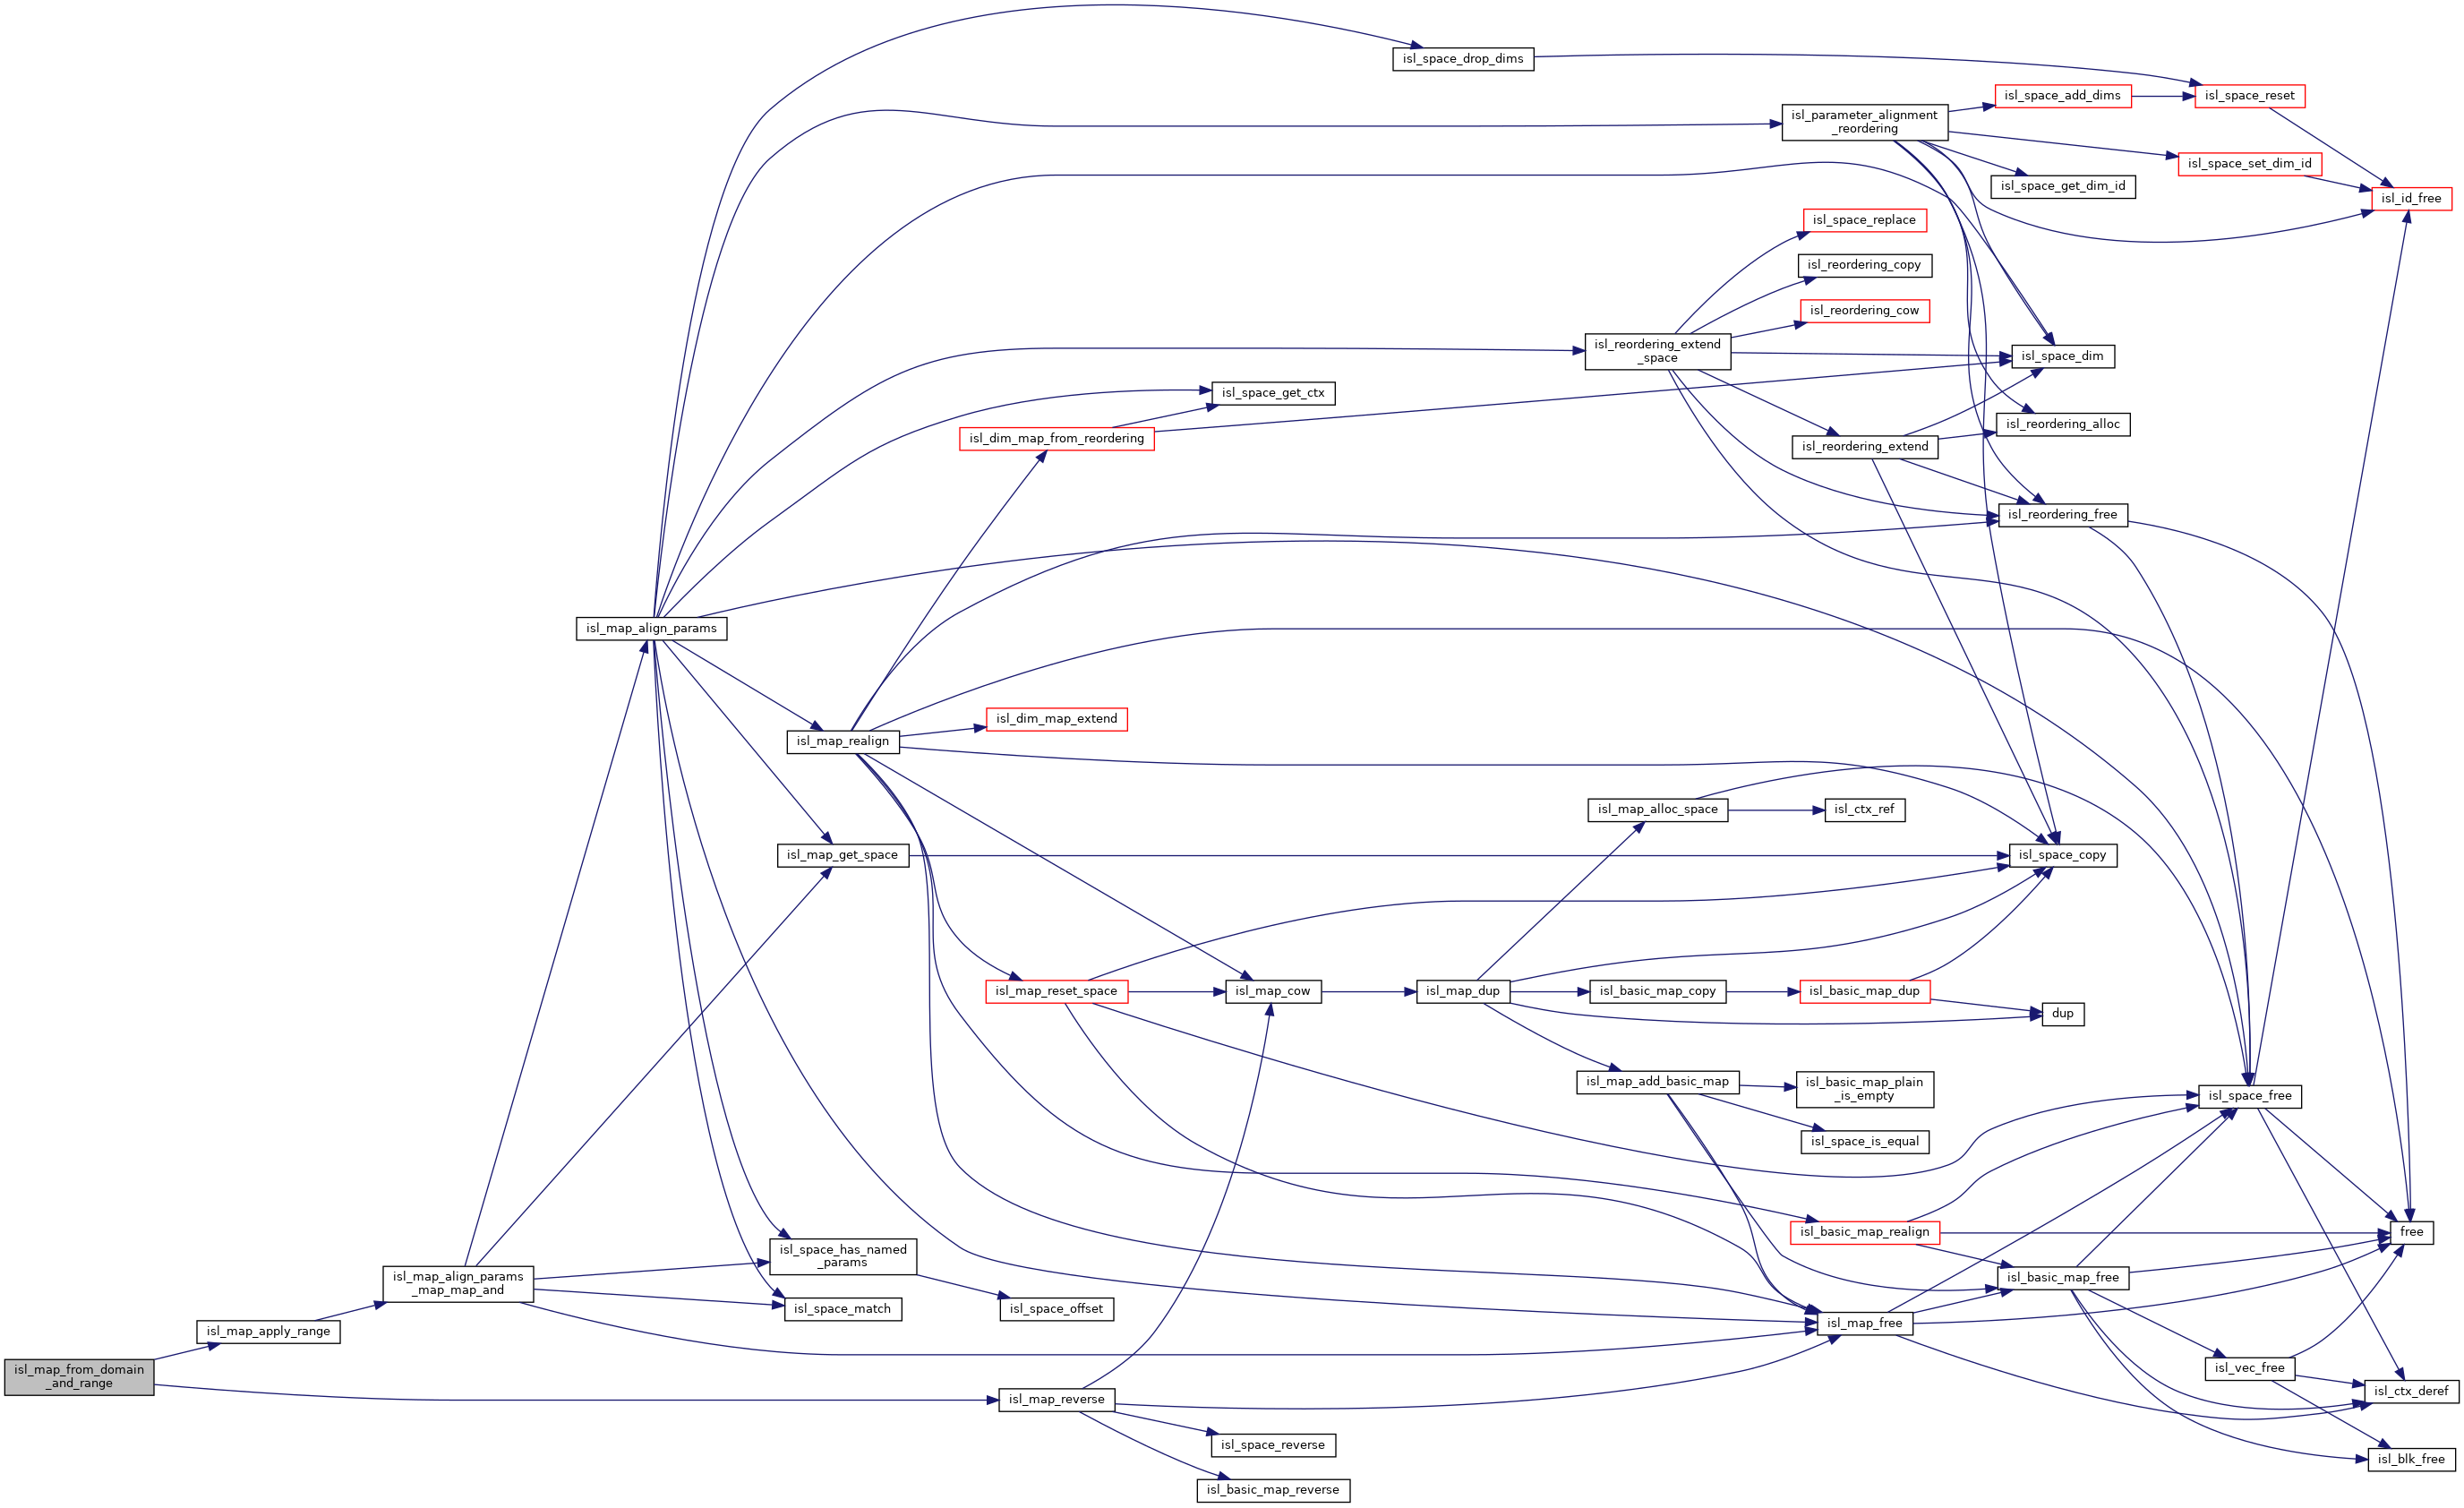 isl_space_drop_dims
isl_space_add_dims
isl_space_reset
isl_parameter_alignment
_reordering
isl_space_set_dim_id
isl_space_get_dim_id
isl_id_free
isl_space_replace
isl_reordering_copy
isl_reordering_cow
isl_reordering_extend
_space
isl_space_dim
isl_space_get_ctx
isl_reordering_alloc
isl_dim_map_from_reordering
isl_reordering_extend
isl_reordering_free
isl_map_align_params
isl_dim_map_extend
isl_map_realign
isl_map_alloc_space
isl_ctx_ref
isl_map_get_space
isl_space_copy
isl_map_reset_space
isl_map_cow
isl_map_dup
isl_basic_map_copy
isl_basic_map_dup
dup
isl_map_add_basic_map
isl_basic_map_plain
_is_empty
isl_space_free
isl_space_is_equal
isl_basic_map_realign
free
isl_space_has_named
_params
isl_map_align_params
_map_map_and
isl_basic_map_free
isl_space_match
isl_space_offset
isl_map_free
isl_map_apply_range
isl_vec_free
isl_map_from_domain
_and_range
isl_ctx_deref
isl_map_reverse
isl_space_reverse
isl_blk_free
isl_basic_map_reverse